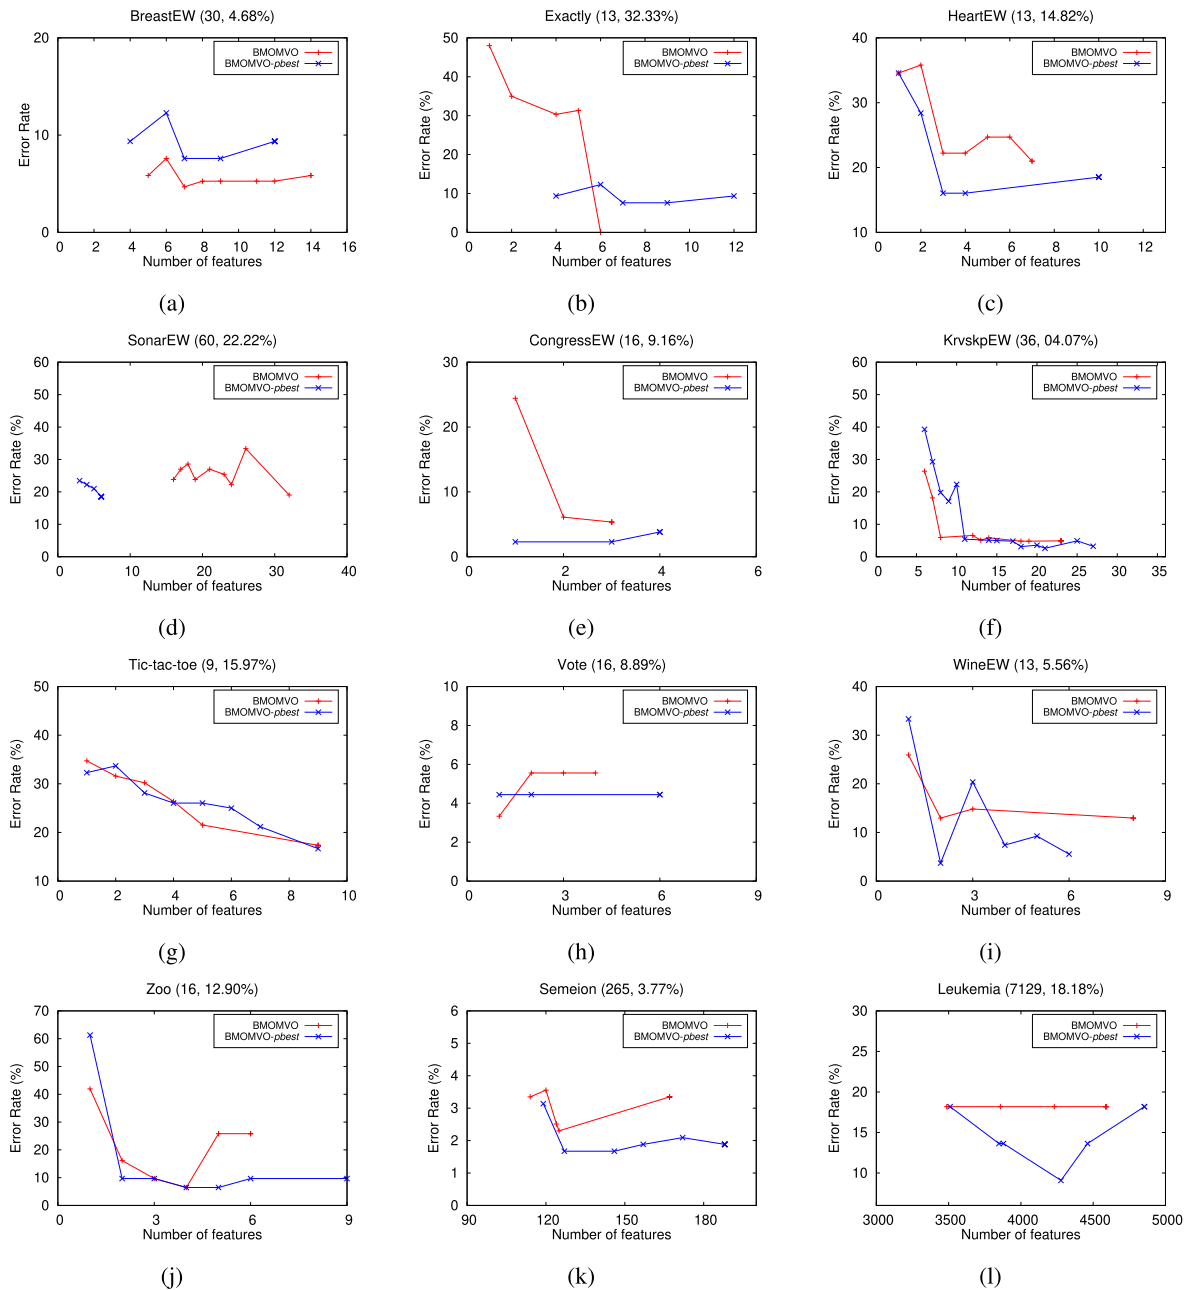 BreastEW (30, 4.68%)
BMOMVO
BMOMVO-pbest
Error Rate
20
10
0
0 2 4 6 8 10 12 14 16
Number of features
(a)
Exactly (13, 32.33%)
BMOMVO
BMOMVO-pbest
Error Rate (%)
50
40
30
20
10
0
0 2 4 6 8 10 12
Number of features
(b)
HeartEW (13, 14.82%)
BMOMVO
BMOMVO-pbest
Error Rate (%)
40
30
20
10
0 2 4 6 8 10 12
Number of features
(c)
SonarEW (60, 22.22%)
BMOMVO
BMOMVO-pbest
Error Rate (%)
60
50
40
30
20
10
0
0 10 20 30 40
Number of features
(d)
CongressEW (16, 9.16%)
BMOMVO
BMOMVO-pbest
Error Rate (%)
30
20
10
0
0 2 4 6
Number of features
(e)
KrvskpEW (36, 04.07%)
BMOMVO
BMOMVO-pbest
Error Rate (%)
60
50
40
30
20
10
0
0 5 10 15 20 25 30 35
Number of features
(f)
Tic-tac-toe (9, 15.97%)
BMOMVO
BMOMVO-pbest
Error Rate (%)
50
40
30
20
10
0 2 4 6 8 10
Number of features
(g)
Vote (16, 8.89%)
BMOMVO
BMOMVO-pbest
Error Rate (%)
10
8
6
4
2
0
0 3 6 9
Number of features
(h)
WineEW (13, 5.56%)
BMOMVO
BMOMVO-pbest
Error Rate (%)
40
30
20
10
0
0 3 6 9
Number of features
(i)
Zoo (16, 12.90%)
BMOMVO
BMOMVO-pbest
Error Rate (%)
70
60
50
40
30
20
10
0
0 3 6 9
Number of features
(j)
Semeion (265, 3.77%)
BMOMVO
BMOMVO-pbest
Error Rate (%)
6
5
4
3
2
1
0
90 120 150 180
Number of features
(k)
Leukemia (7129, 18.18%)
BMOMVO
BMOMVO-pbest
Error Rate (%)
30
25
20
15
10
3000 3500 4000 4500 5000
Number of features
(l)